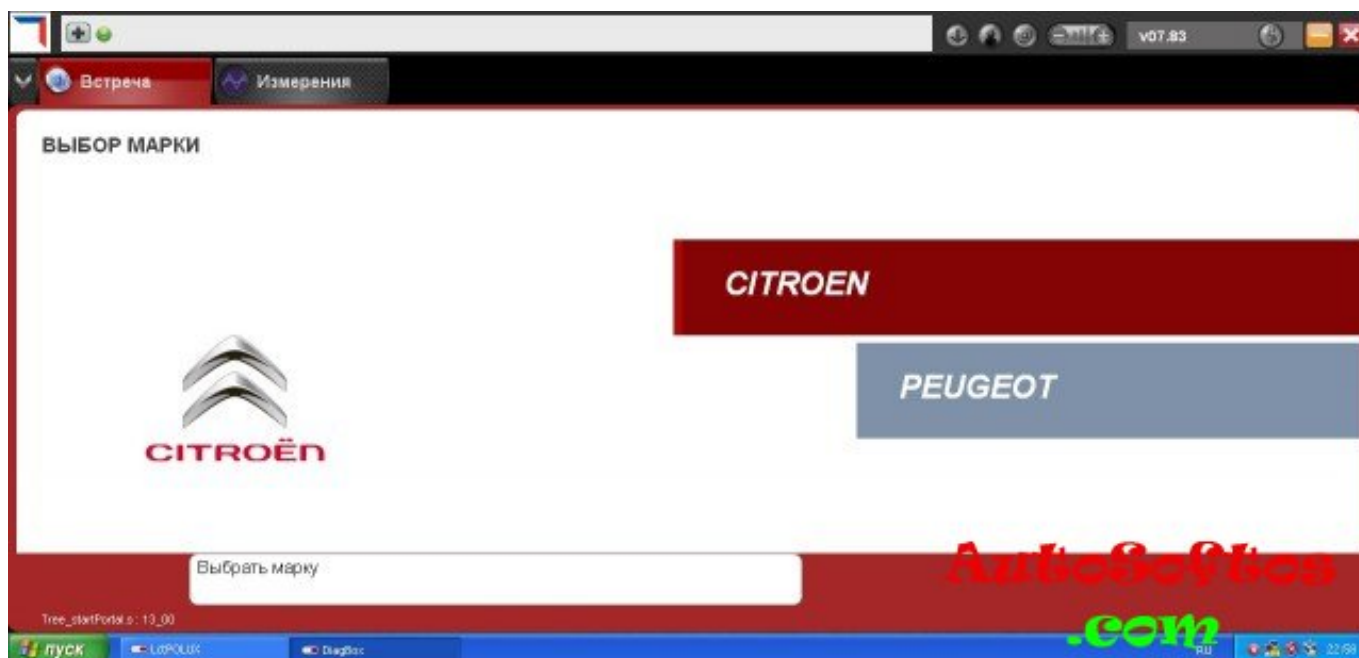 v07.83
Встреча
Измерения
ВЫБОР МАРКИ
CITROEN
PEUGEOT
CITROËN
Выбрать марку
AutoSoftos
.com
Tree_startPortal.s : 13_00
пуск
DiagBox
RU